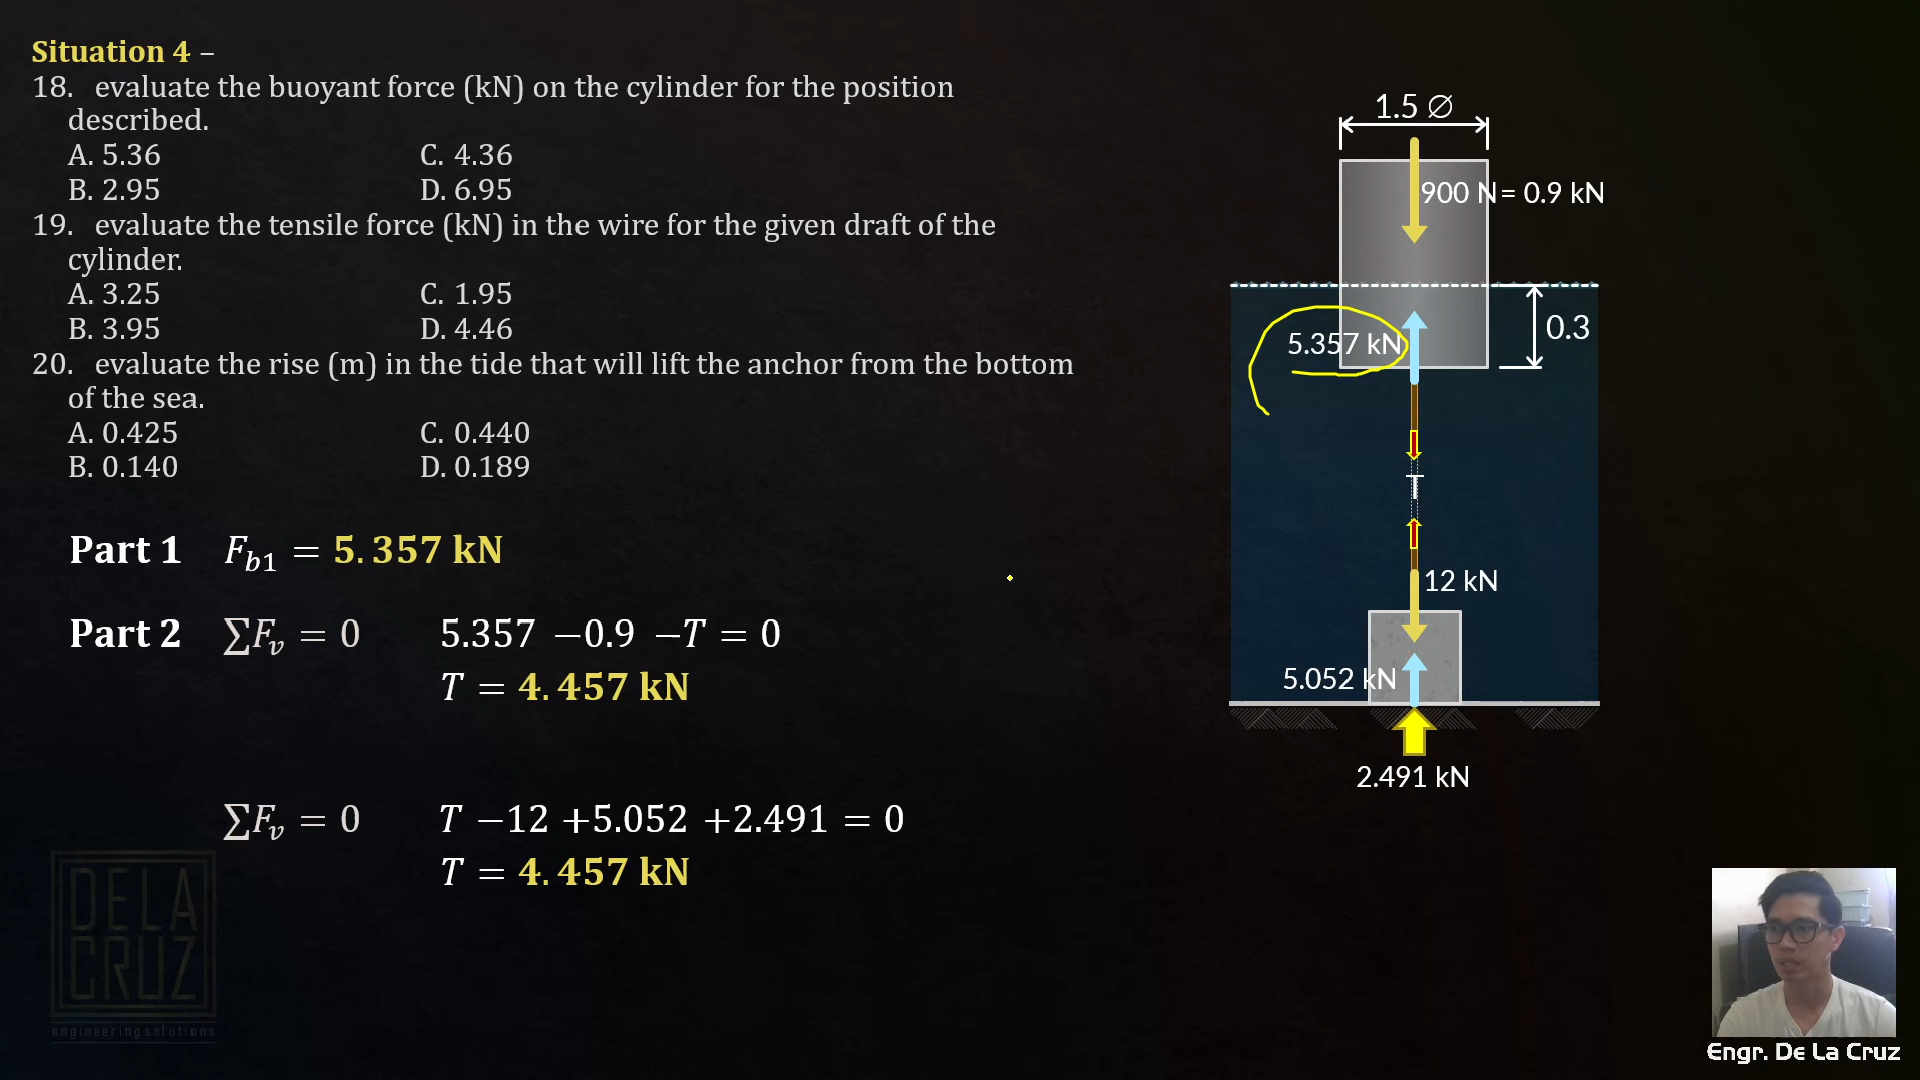 Situation 4 –
18. evaluate the buoyant force (kN) on the cylinder for the position
described.
A. 5.36 C. 4.36
B. 2.95 D. 6.95
19. evaluate the tensile force (kN) in the wire for the given draft of the
cylinder.
A. 3.25 C. 1.95
B. 3.95 D. 4.46
20. evaluate the rise (m) in the tide that will lift the anchor from the bottom
of the sea.
A. 0.425 C. 0.440
B. 0.140 D. 0.189
Part 1 F_b1 = 5.357 kN
Part 2 ∑F_v = 0 5.357 −0.9 −T = 0
T = 4.457 kN
∑F_v = 0 T −12 +5.052 +2.491 = 0
T = 4.457 kN
1.5 ∅
900 N = 0.9 kN
0.3
5.357 kN
T
12 kN
5.052 kN
2.491 kN
DELA
CRUZ
engineering solutions
Engr. De La Cruz